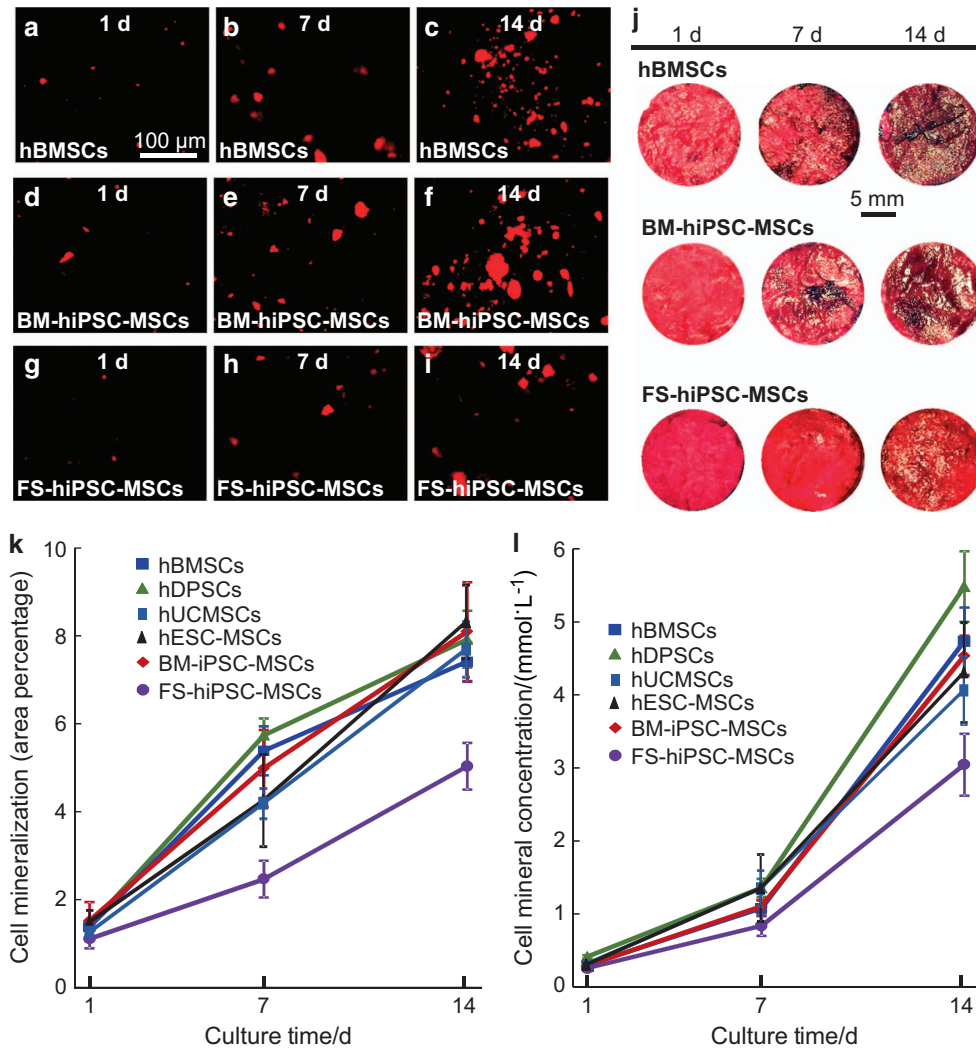 a 1 d
b 7 d
c 14 d
100 µm
hBMSCs
hBMSCs
hBMSCs
d 1 d
e 7 d
f 14 d
BM-hiPSC-MSCs
BM-hiPSC-MSCs
BM-hiPSC-MSCs
g 1 d
h 7 d
i 14 d
FS-hiPSC-MSCs
FS-hiPSC-MSCs
FS-hiPSC-MSCs
j
1 d 7 d 14 d
hBMSCs
5 mm
BM-hiPSC-MSCs
FS-hiPSC-MSCs
k
Cell mineralization (area percentage)
10
8
6
4
2
0
hBMSCs
hDPSCs
hUCMSCs
hESC-MSCs
BM-iPSC-MSCs
FS-hiPSC-MSCs
1 7 14
Culture time/d
l
Cell mineral concentration/(mmol·L⁻¹)
6
5
4
3
2
1
0
hBMSCs
hDPSCs
hUCMSCs
hESC-MSCs
BM-iPSC-MSCs
FS-hiPSC-MSCs
1 7 14
Culture time/d